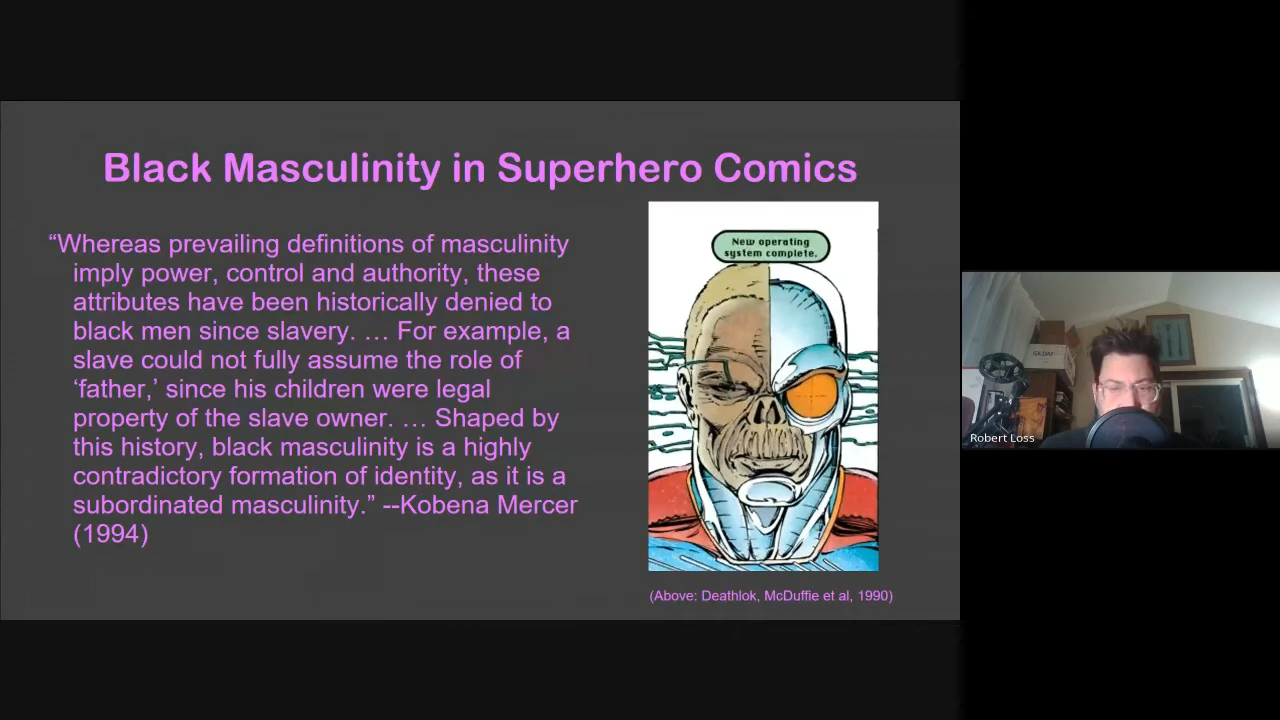 Black Masculinity in Superhero Comics
“Whereas prevailing definitions of masculinity
imply power, control and authority, these
attributes have been historically denied to
black men since slavery. … For example, a
slave could not fully assume the role of
‘father,’ since his children were legal
property of the slave owner. … Shaped by
this history, black masculinity is a highly
contradictory formation of identity, as it is a
subordinated masculinity.” --Kobena Mercer
(1994)
New operating
system complete.
(Above: Deathlok, McDuffie et al, 1990)
Robert Loss